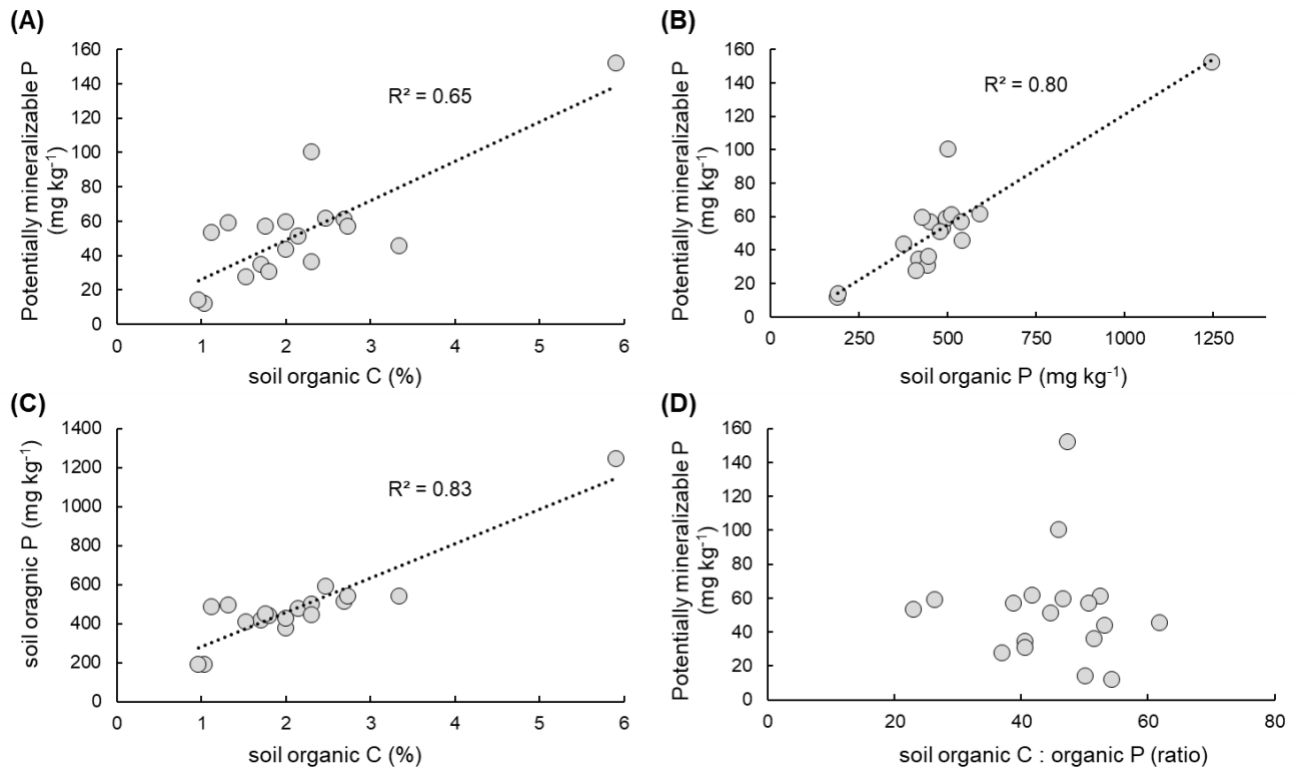 (A)
Potentially mineralizable P
(mg kg⁻¹)
160
140
120
100
80
60
40
20
0
R² = 0.65
0 1 2 3 4 5 6
soil organic C (%)
(B)
Potentially mineralizable P
(mg kg⁻¹)
160
140
120
100
80
60
40
20
0
R² = 0.80
0 250 500 750 1000 1250
soil organic P (mg kg⁻¹)
(C)
soil oragnic P (mg kg⁻¹)
1400
1200
1000
800
600
400
200
0
R² = 0.83
0 1 2 3 4 5 6
soil organic C (%)
(D)
Potentially mineralizable P
(mg kg⁻¹)
160
140
120
100
80
60
40
20
0
0 20 40 60 80
soil organic C : organic P (ratio)